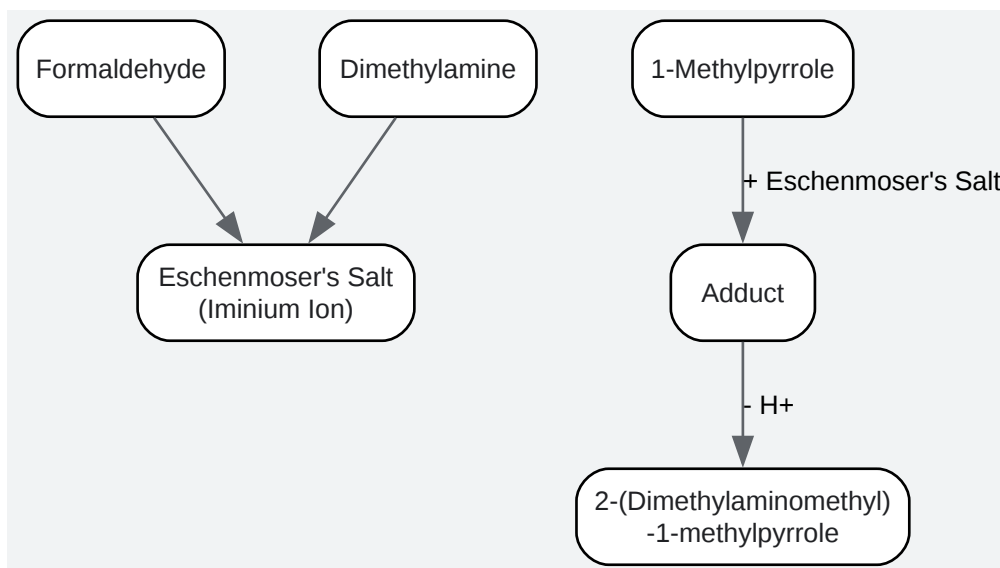 Formaldehyde
Dimethylamine
1-Methylpyrrole
+ Eschenmoser's Salt
Eschenmoser's Salt
(Iminium Ion)
Adduct
- H+
2-(Dimethylaminomethyl)
-1-methylpyrrole